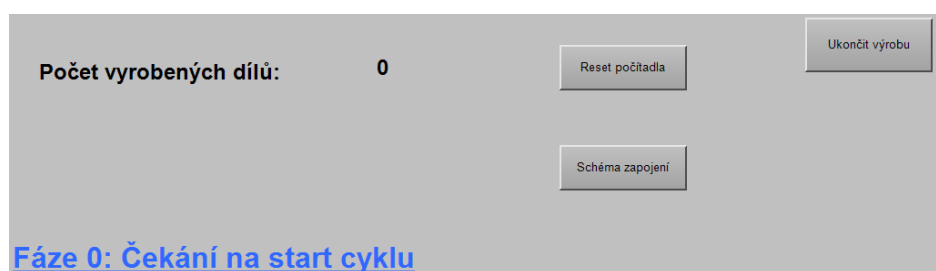 Ukončit výrobu
Počet vyrobených dílů: 0
Reset počítadla
Schéma zapojení
Fáze 0: Čekání na start cyklu